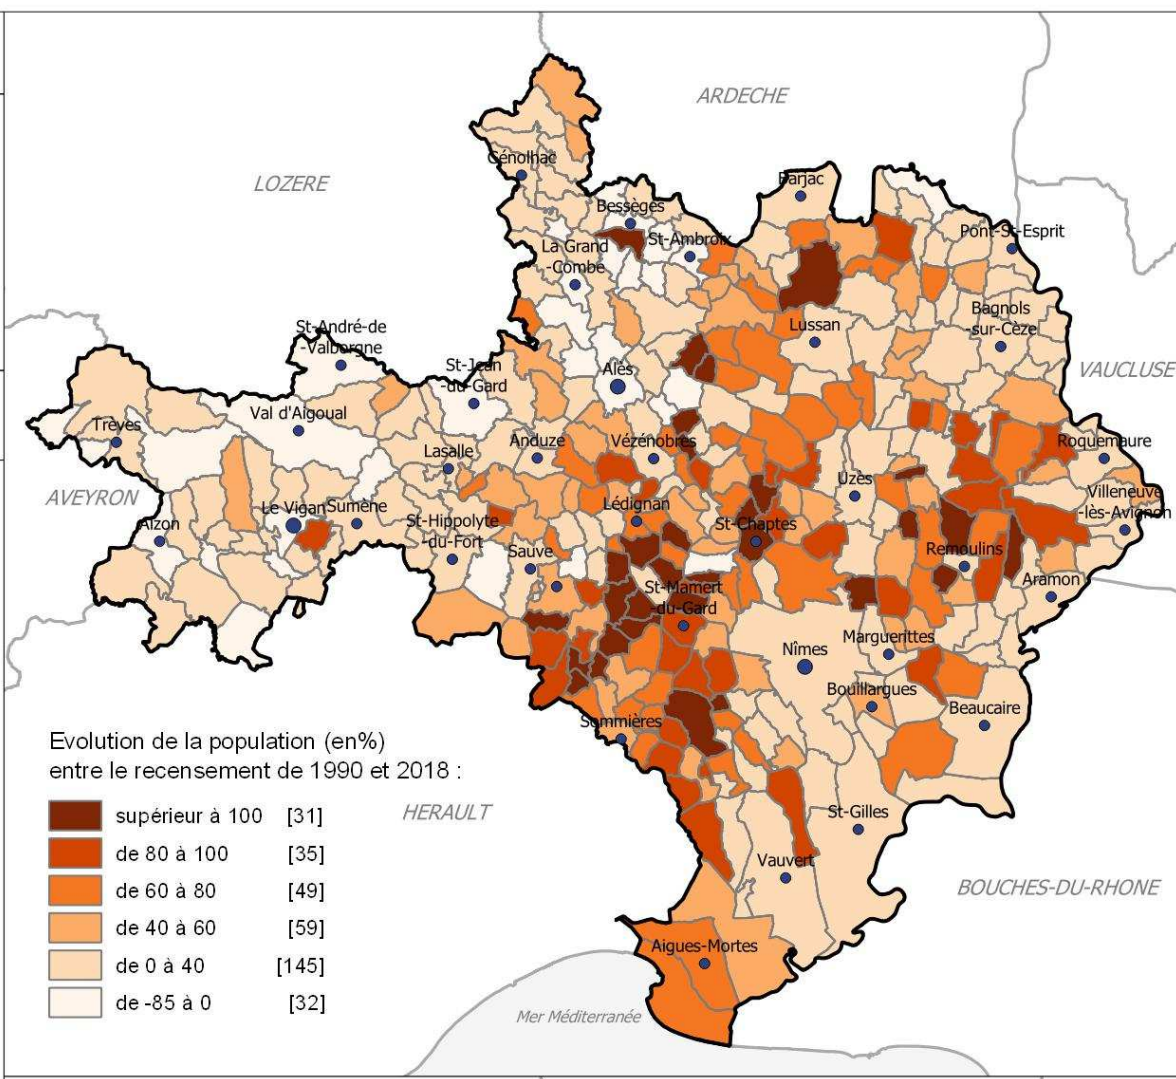 ARDECHE
Génolhac
LOZERE
Barjac
Bessèges
Pont-St-Esprit
St-Ambroix
La Grand
-Combe
Bagnols
-sur-Cèze
St-André-de
-Valborgne
Lussan
St-Jean
-du-Gard
Alès
VAUCLUSE
Val d'Aigoual
Trèves
Anduze
Vézénobres
Roquemaure
Lasalle
Uzès
AVEYRON
Villeneuve
-lès-Avignon
Le Vigan
Sumène
Lédignan
Alzon
St-Hippolyte
-du-Fort
St-Chaptes
Sauve
Remoulins
Aramon
St-Mamert
-du-Gard
Marguerittes
Nîmes
Bouillargues
Beaucaire
Sommières
Evolution de la population (en%)
entre le recensement de 1990 et 2018 :
supérieur à 100 [31]
de 80 à 100 [35]
de 60 à 80 [49]
de 40 à 60 [59]
de 0 à 40 [145]
de -85 à 0 [32]
HERAULT
St-Gilles
Vauvert
BOUCHES-DU-RHONE
Aigues-Mortes
Mer Méditerranée